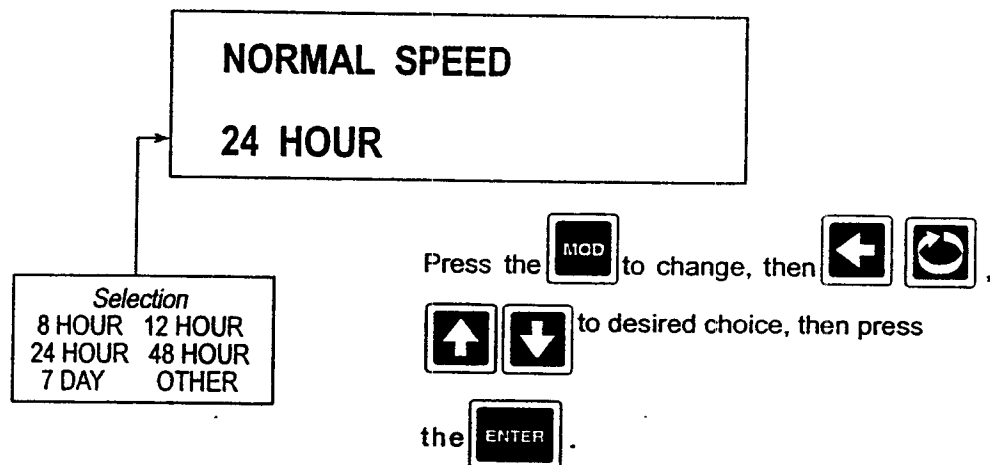 NORMAL SPEED
24 HOUR
Selection
8 HOUR 12 HOUR
24 HOUR 48 HOUR
7 DAY OTHER
Press the MOD to change, then ,
to desired choice, then press
the ENTER .